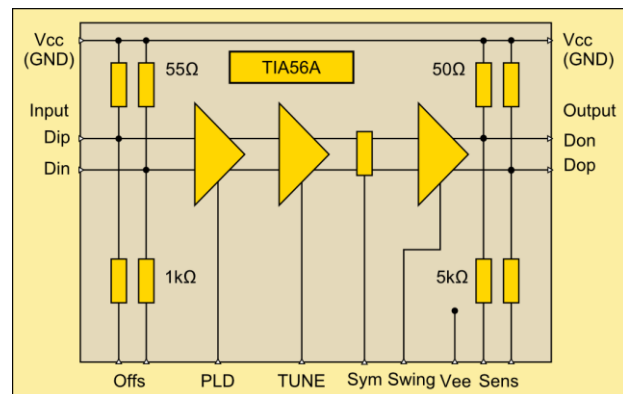 Vcc
(GND)
55Ω
TIA56A
50Ω
Vcc
(GND)
Input
Output
Dip
Don
Din
Dop
1kΩ
5kΩ
Offs
PLD
TUNE
Sym
Swing
Vee
Sens